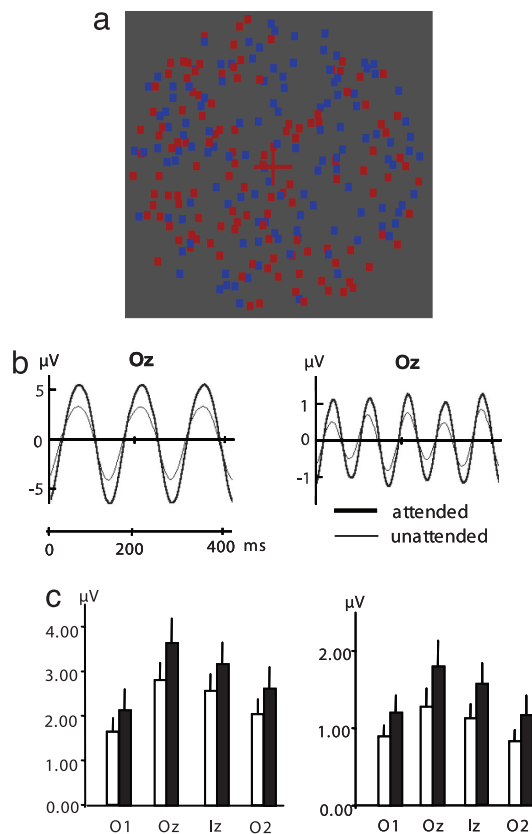 a
b
µV
Oz
5
0
-5
0 200 400 ms
µV
Oz
1
0
-1
attended
unattended
c
µV
4.00
3.00
2.00
1.00
0.00
O1 Oz Iz O2
µV
2.00
1.00
0.00
O1 Oz Iz O2